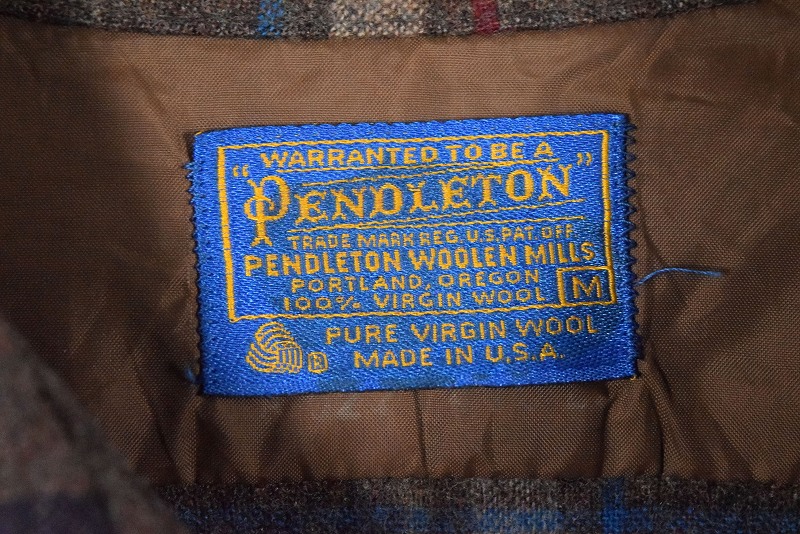 WARRANTED TO BE A
"PENDLETON"
TRADE MARK REG. U.S. PAT. OFF.
PENDLETON WOOLEN MILLS
PORTLAND, OREGON
100% VIRGIN WOOL M
PURE VIRGIN WOOL
® MADE IN U.S.A.